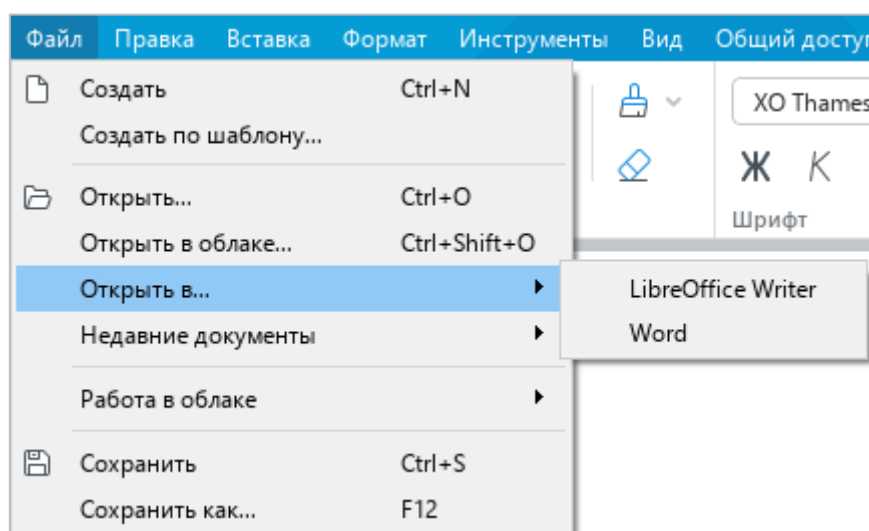 Файл Правка Вставка Формат Инструменты Вид Общий доступ
Создать Ctrl+N
XO Thames
Создать по шаблону...
Ж К
Открыть... Ctrl+O
Шрифт
Открыть в облаке... Ctrl+Shift+O
Открыть в... LibreOffice Writer
Недавние документы Word
Работа в облаке
Сохранить Ctrl+S
Сохранить как... F12